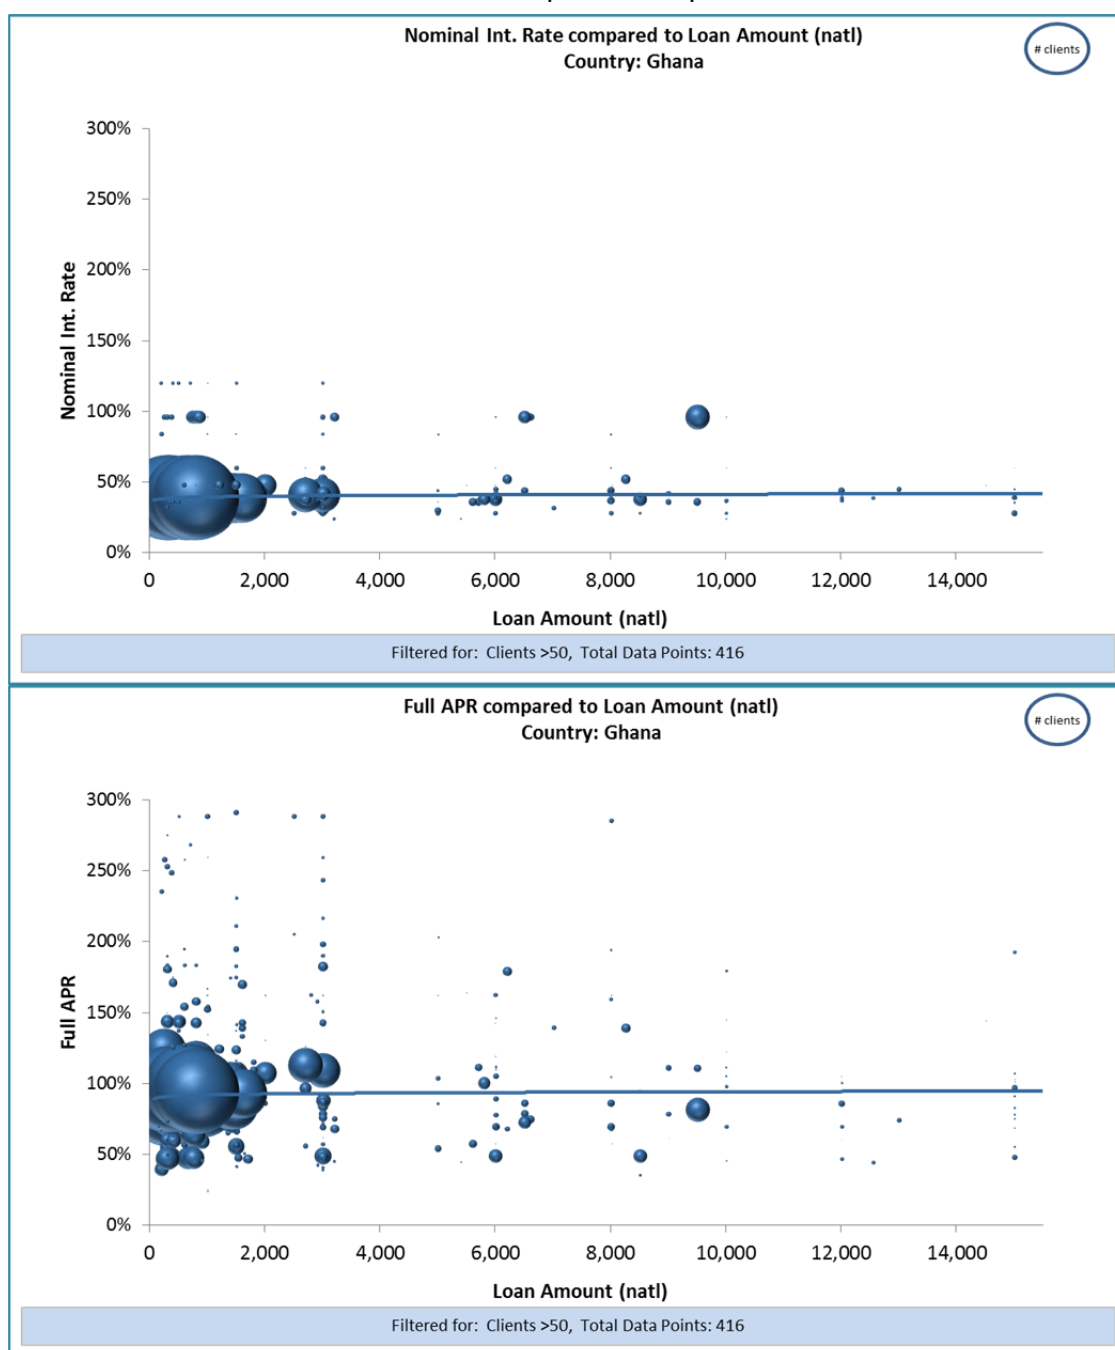 Nominal Int. Rate compared to Loan Amount (natl)
Country: Ghana
# clients
300%
250%
200%
150%
100%
50%
0%
Nominal Int. Rate
0 2,000 4,000 6,000 8,000 10,000 12,000 14,000
Loan Amount (natl)
Filtered for: Clients >50, Total Data Points: 416
Full APR compared to Loan Amount (natl)
Country: Ghana
# clients
300%
250%
200%
150%
100%
50%
0%
Full APR
0 2,000 4,000 6,000 8,000 10,000 12,000 14,000
Loan Amount (natl)
Filtered for: Clients >50, Total Data Points: 416